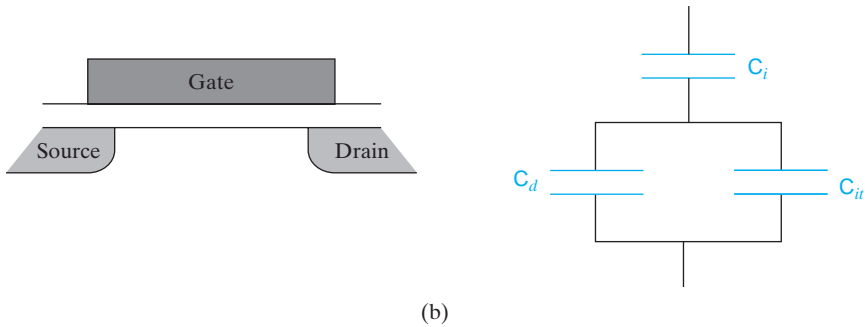 Gate
Source
Drain
C_i
C_d
C_it
(b)